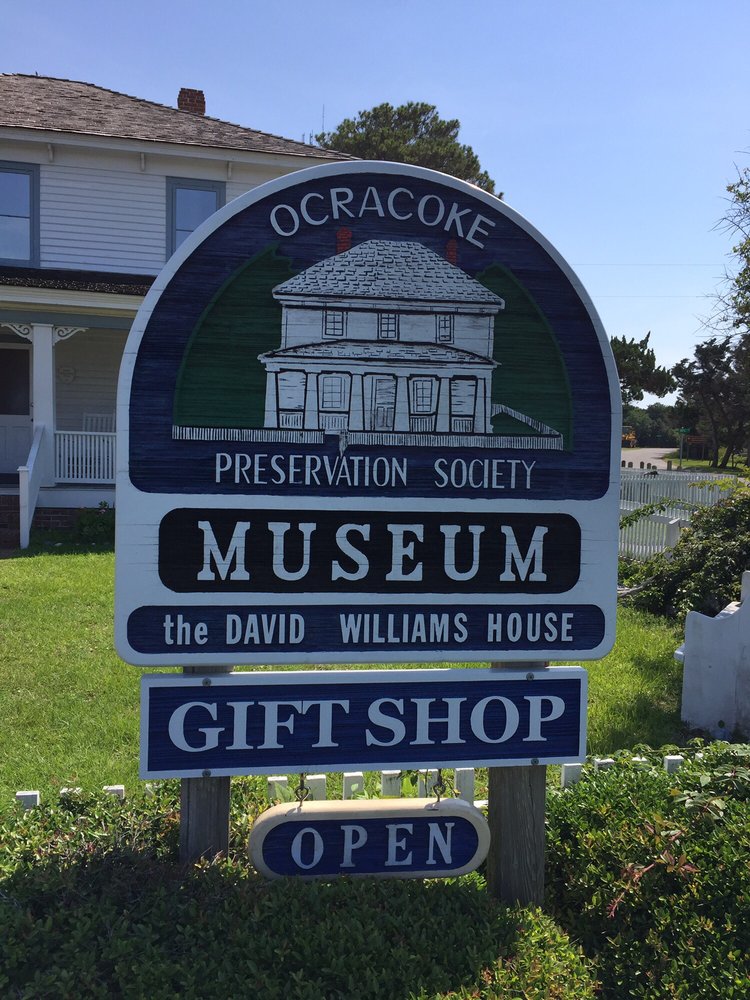 OCRACOKE
PRESERVATION SOCIETY
MUSEUM
the DAVID WILLIAMS HOUSE
GIFT SHOP
OPEN